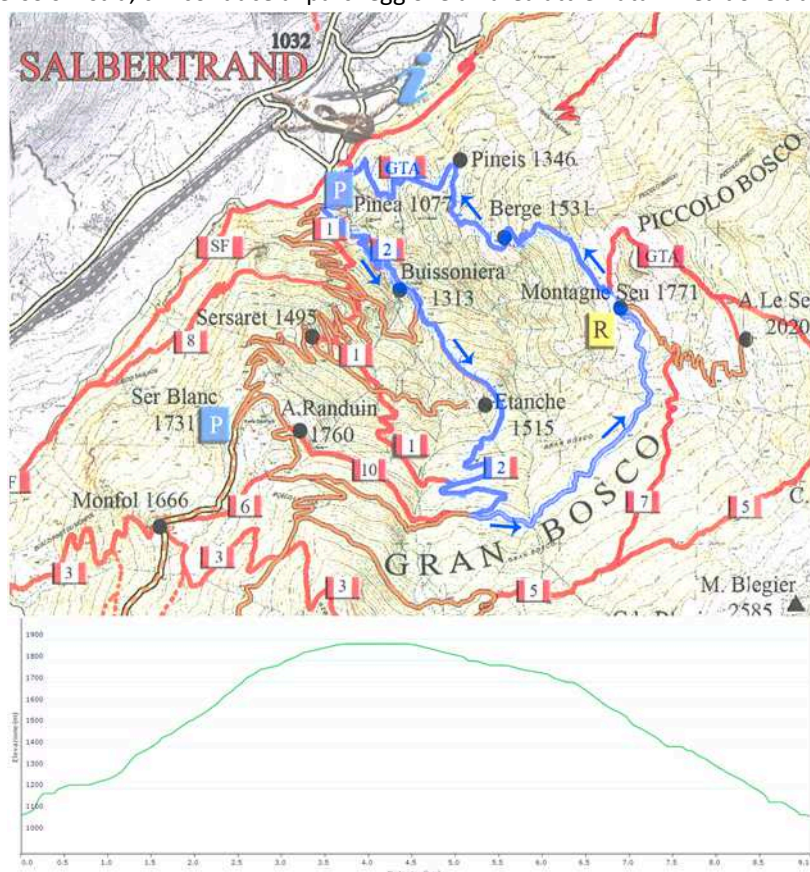 1032
SALBERTRAND
i
GTA
Pineis 1346
P
Pinea 1077
Berge 1531
PICCOLO BOSCO
1
2
SF
GTA
Buissoniera
1313
Montagne Seu 1771
A Le Se
2020
R
8
Sersaret 1495
1
Ser Blanc
1731
P
Etanche
1515
A.Randuin
1760
1
GRAN BOSCO
2
10
Monfol 1666
6
7
5
C
F
GRAN BOSCO
3
3
3
5
M. Blegier
2585
1900
1800
1700
1600
1500
1400
1300
1200
1100
1000
Elevazione (m)
0.0 0.5 1.0 1.5 2.0 2.5 3.0 3.5 4.0 4.5 5.0 5.5 6.0 6.5 7.0 7.5 8.0 8.5 9.1